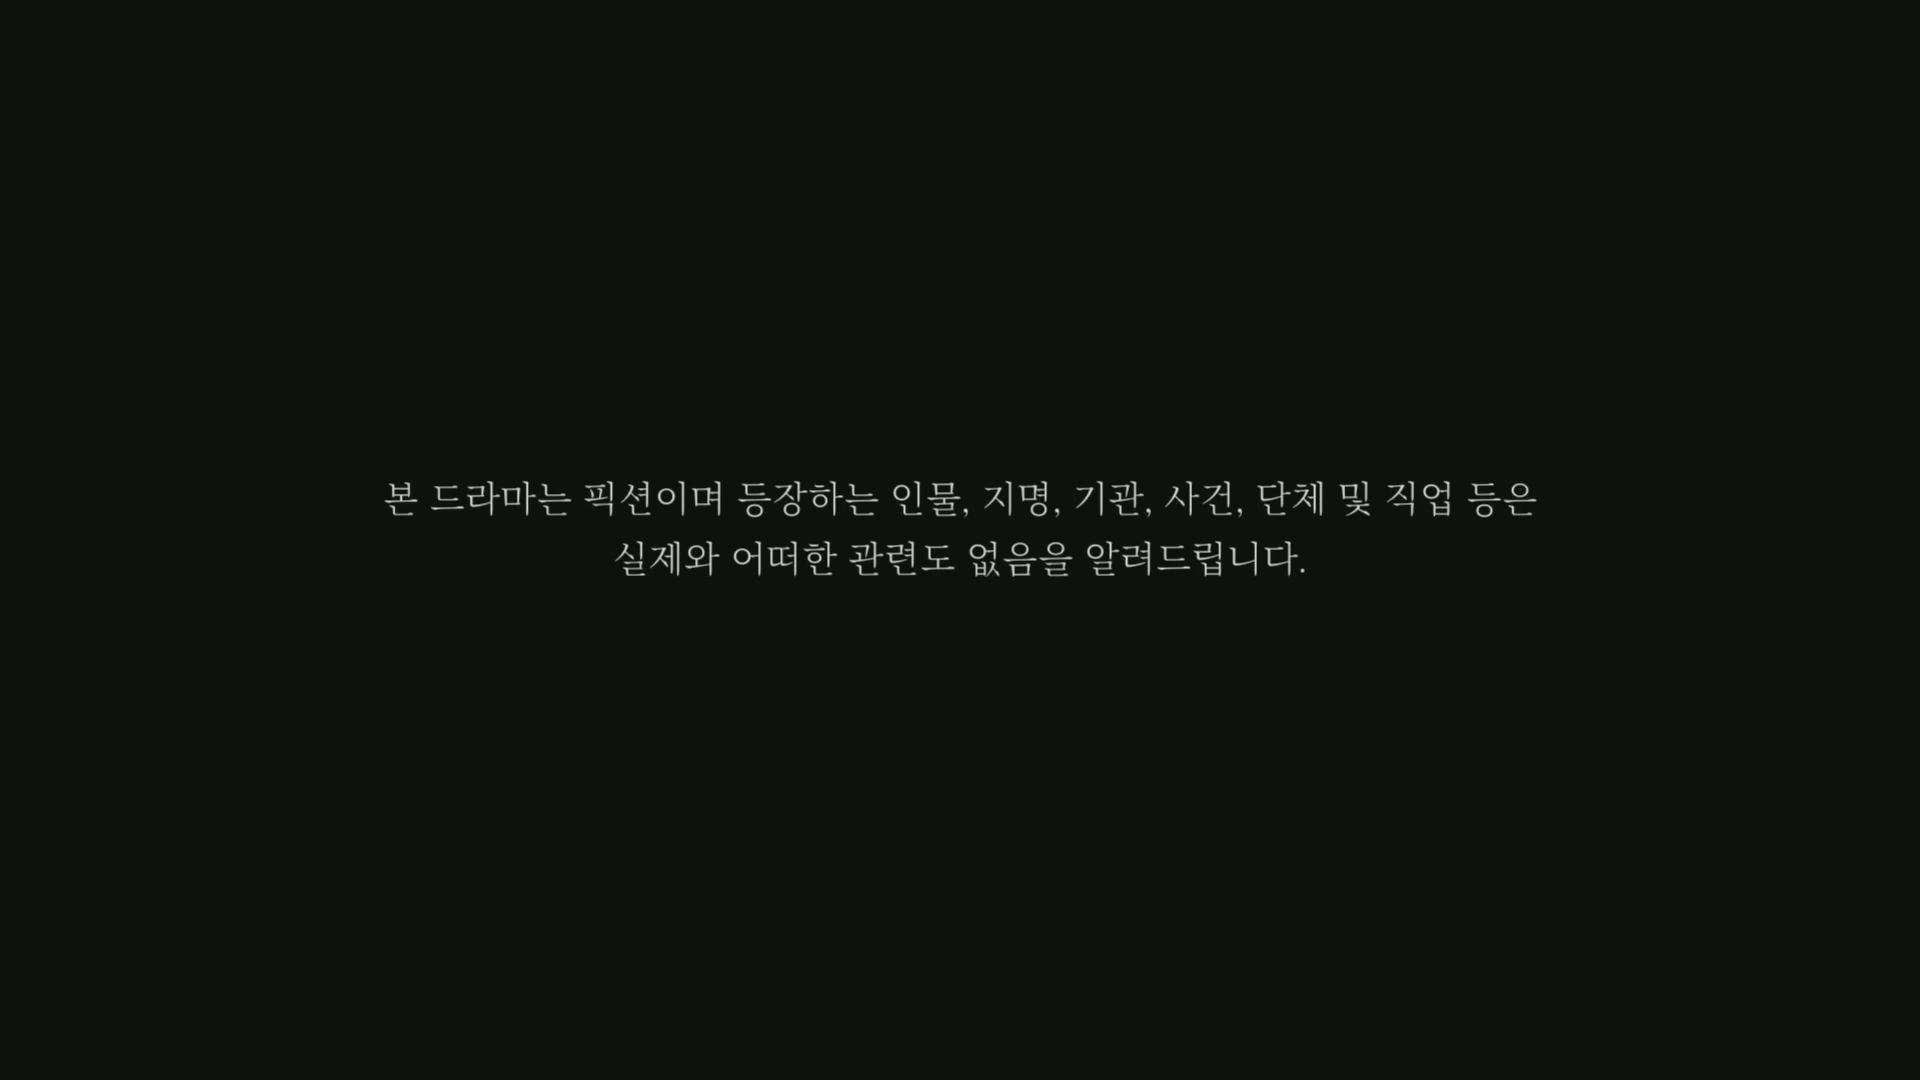 본 드라마는 픽션이며 등장하는 인물, 지명, 기관, 사건, 단체 및 직업 등은
실제와 어떠한 관련도 없음을 알려드립니다.